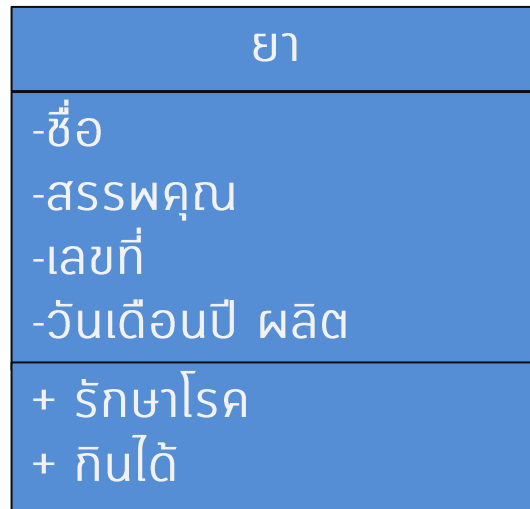 ยา
-ชื่อ
-สรรพคุณ
-เลขที่
-วันเดือนปี ผลิต
+ รักษาโรค
+ กินได้